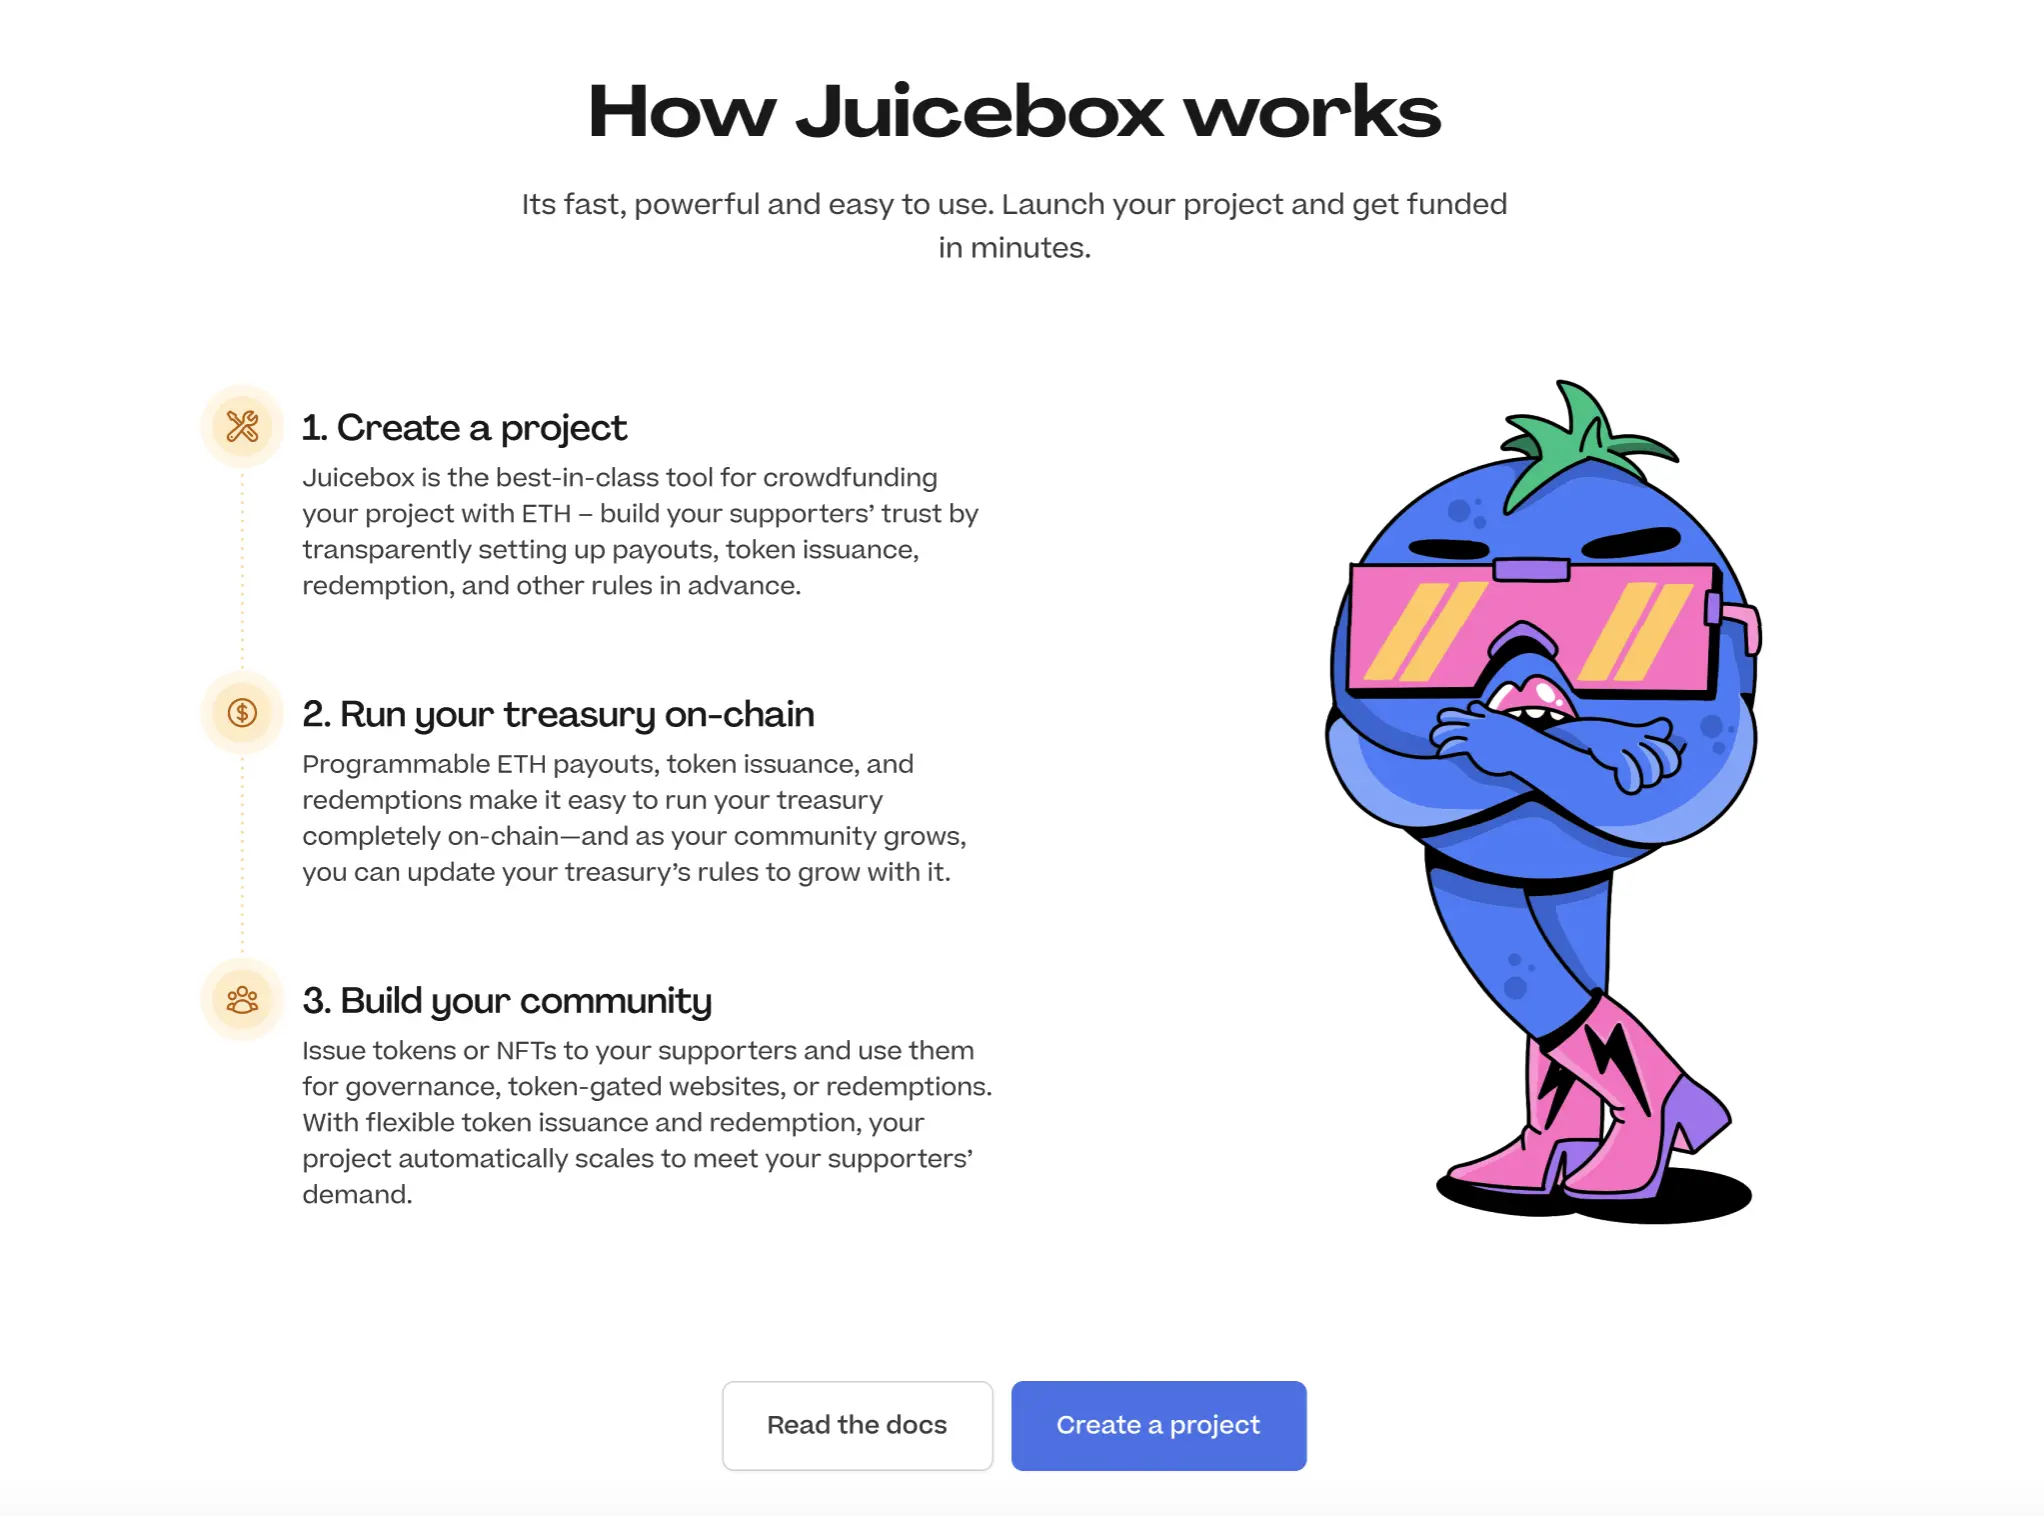 How Juicebox works
Its fast, powerful and easy to use. Launch your project and get funded
in minutes.
1. Create a project
Juicebox is the best-in-class tool for crowdfunding
your project with ETH – build your supporters’ trust by
transparently setting up payouts, token issuance,
redemption, and other rules in advance.
2. Run your treasury on-chain
Programmable ETH payouts, token issuance, and
redemptions make it easy to run your treasury
completely on-chain—and as your community grows,
you can update your treasury’s rules to grow with it.
3. Build your community
Issue tokens or NFTs to your supporters and use them
for governance, token-gated websites, or redemptions.
With flexible token issuance and redemption, your
project automatically scales to meet your supporters’
demand.
Read the docs
Create a project